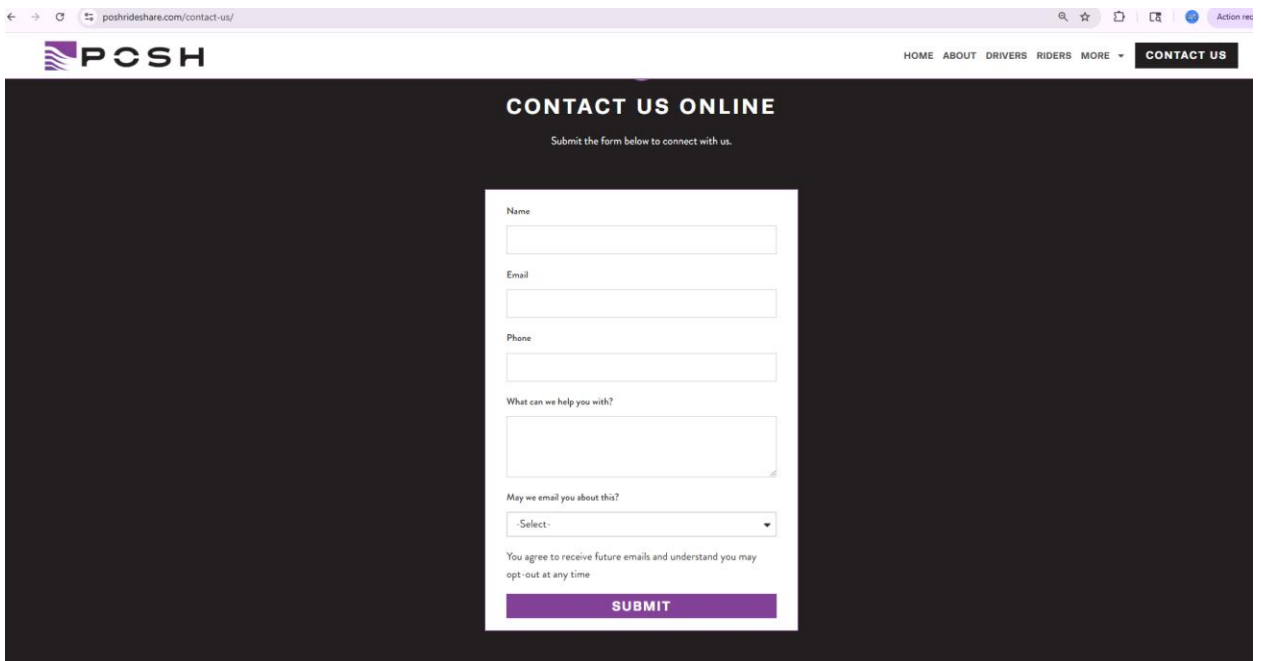 poshrideshare.com/contact-us/
POSH
HOME ABOUT DRIVERS RIDERS MORE CONTACT US
CONTACT US ONLINE
Submit the form below to connect with us.
Name
Email
Phone
What can we help you with?
May we email you about this?
-Select-
You agree to receive future emails and understand you may
opt-out at any time
SUBMIT